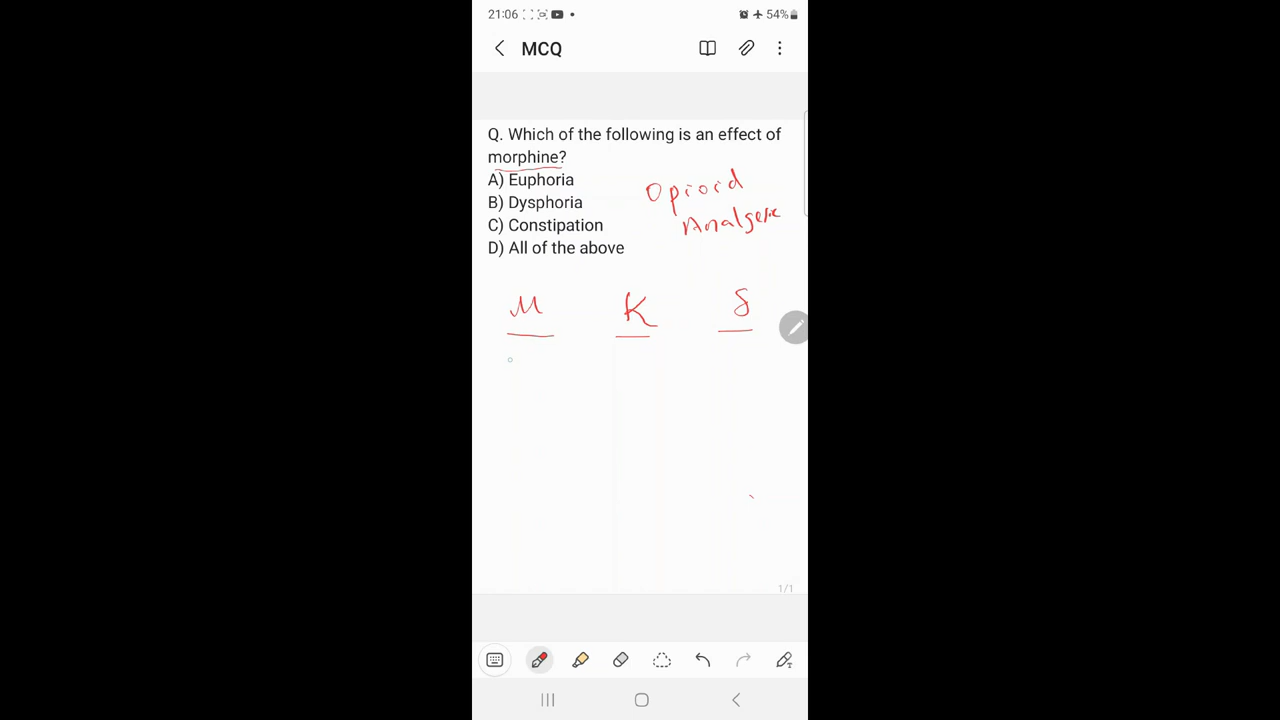 21:06
54%
MCQ
Q. Which of the following is an effect of
morphine?
A) Euphoria
B) Dysphoria
C) Constipation
D) All of the above
Opioid
Analgesic
μ K δ
1/1